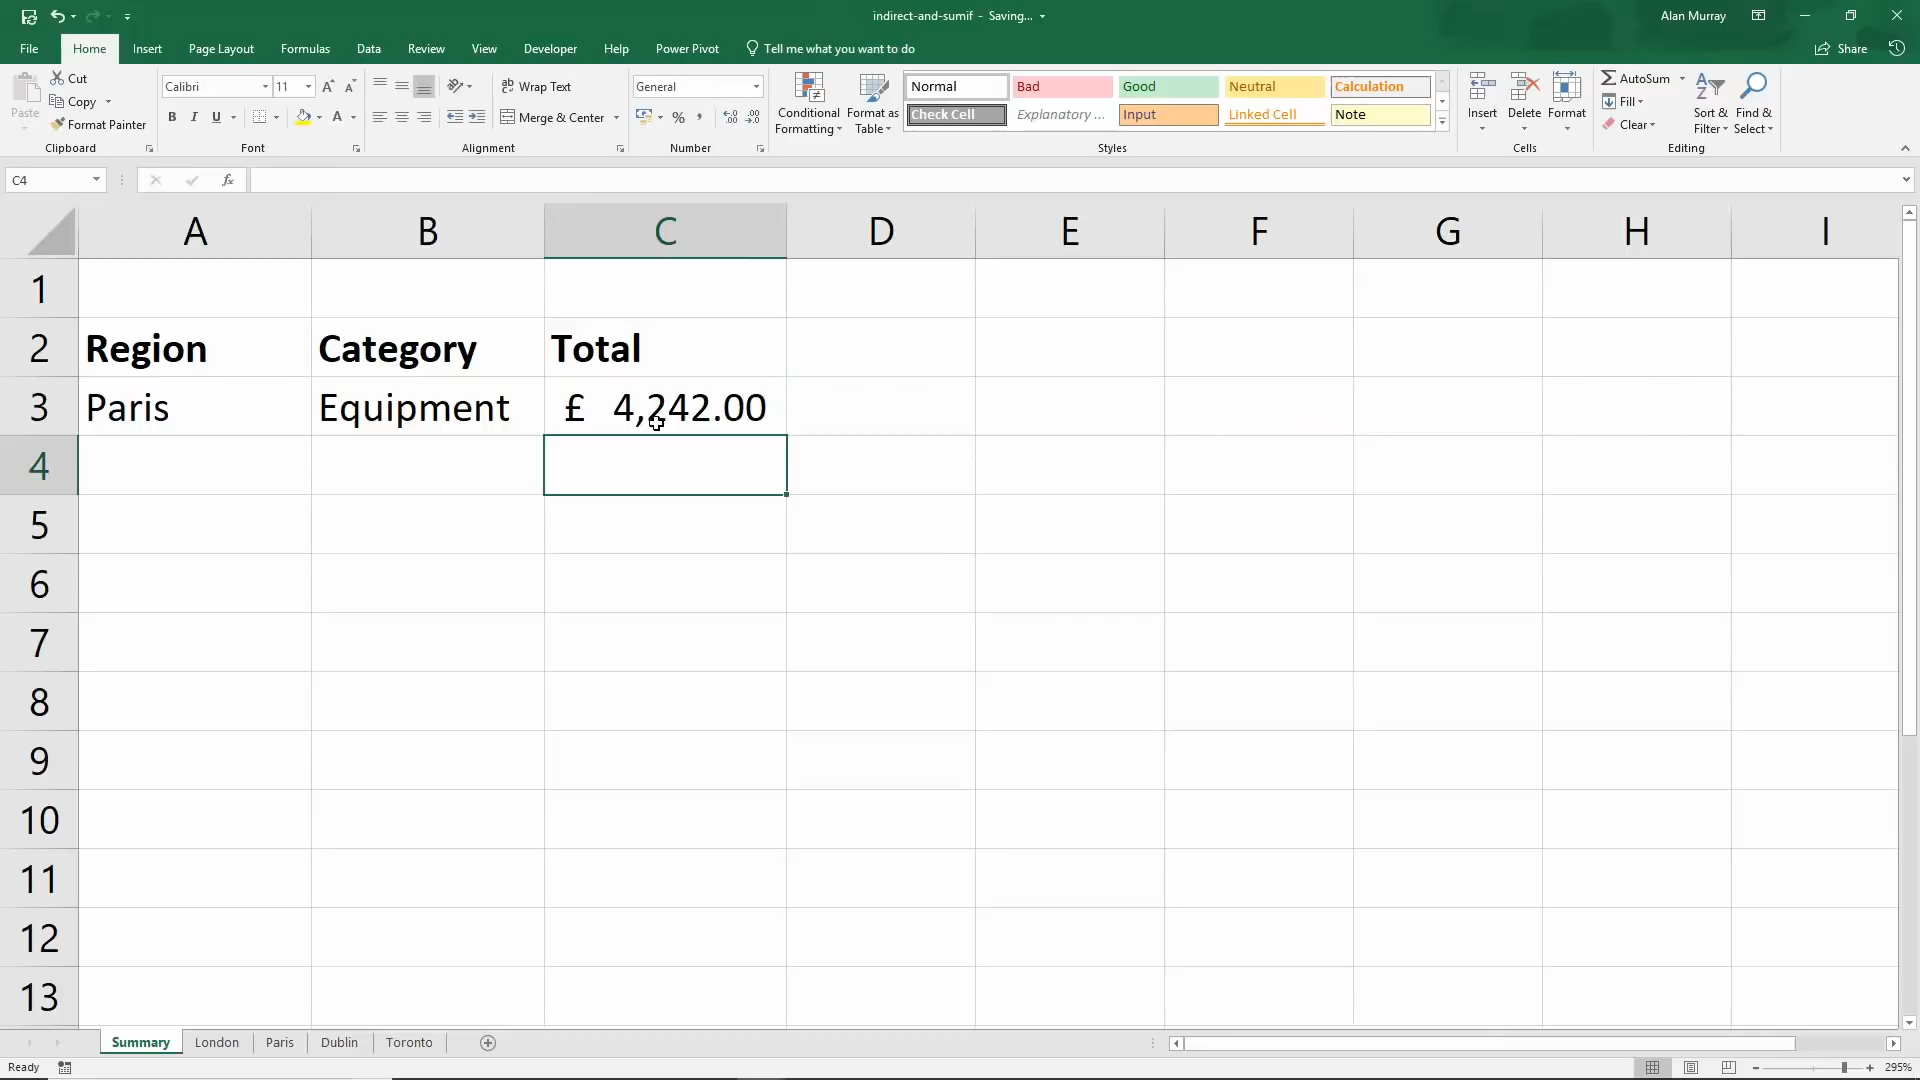 indirect-and-sumif - Saving...
Alan Murray
File Home Insert Page Layout Formulas Data Review View Developer Help Power Pivot Tell me what you want to do Share
Paste
Cut
Copy
Format Painter
Clipboard
Calibri 11
B I U
A
Font
ab Wrap Text
Merge & Center
Alignment
General
%
Number
Conditional Formatting
Format as Table
Normal Bad Good Neutral Calculation
Check Cell Explanatory ... Input Linked Cell Note
Styles
Insert Delete Format
Cells
AutoSum
Fill
Clear
Sort & Filter
Find & Select
Editing
C4 fx
A B C D E F G H I
1
2 Region Category Total
3 Paris Equipment £ 4,242.00
4
5
6
7
8
9
10
11
12
13
Summary London Paris Dublin Toronto
Ready 295%